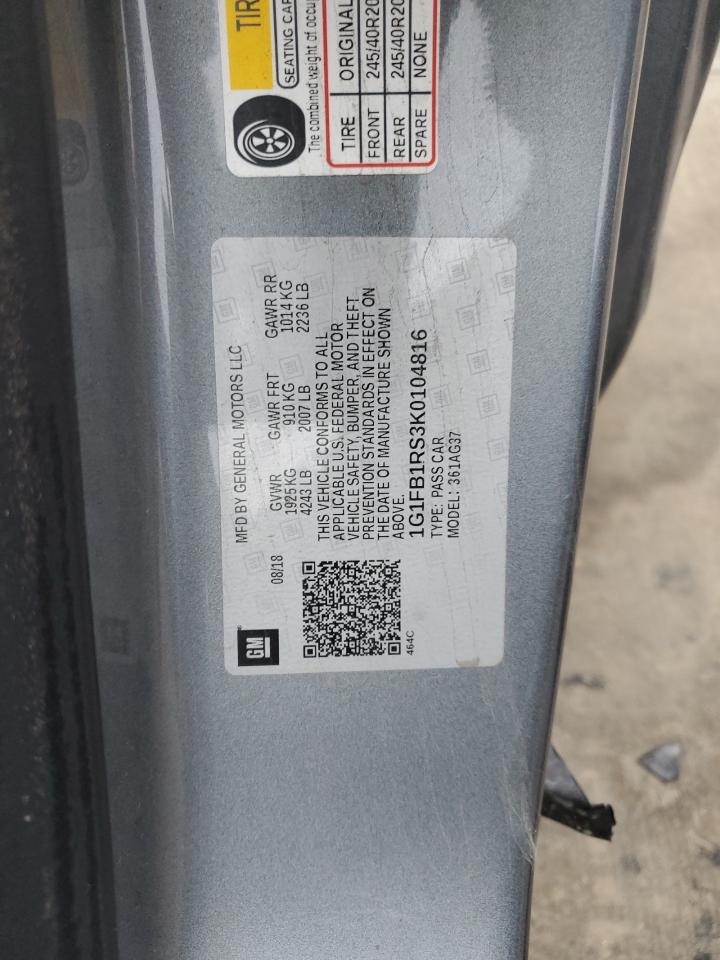 MFD BY GENERAL MOTORS LLC
08/18 GVWR GAWR FRT GAWR RR
1925 KG 910 KG 1014 KG
4243 LB 2007 LB 2236 LB
THIS VEHICLE CONFORMS TO ALL
APPLICABLE U.S. FEDERAL MOTOR
VEHICLE SAFETY, BUMPER, AND THEFT
PREVENTION STANDARDS IN EFFECT ON
THE DATE OF MANUFACTURE SHOWN
ABOVE.
1G1FB1RS3K0104816
TYPE: PASS CAR
MODEL: 361AG37
GM
464C
SEATING
The combined weight of
TIRE ORIGINAL
FRONT 245/40R20
REAR 245/40R20
SPARE NONE